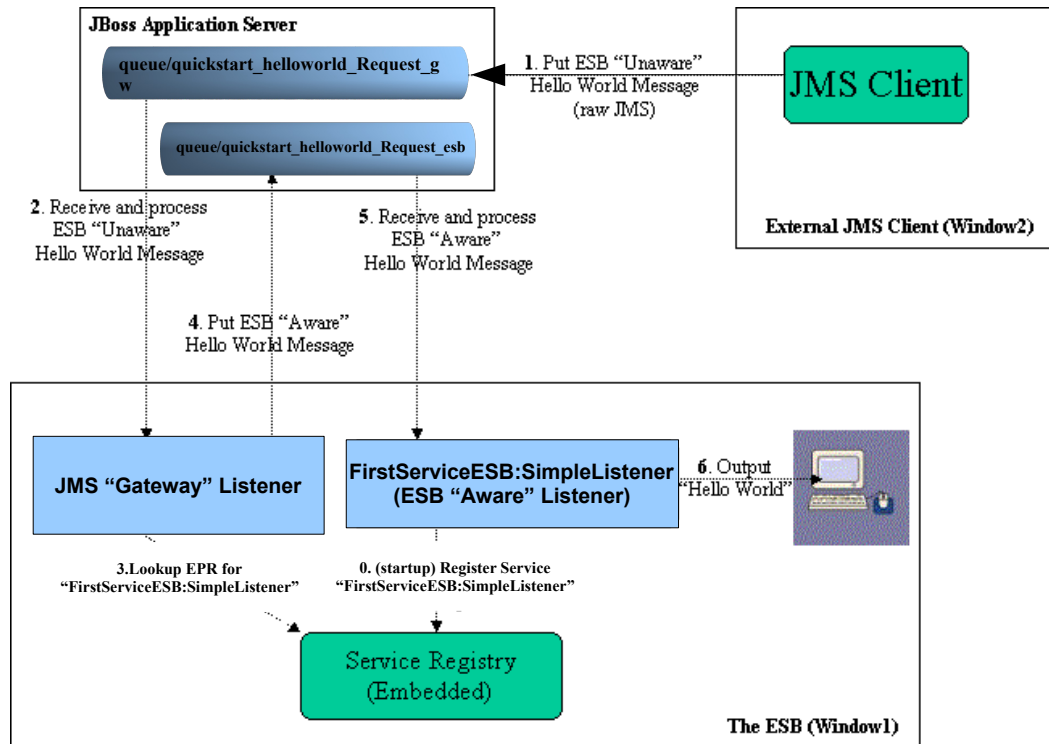 JBoss Application Server
queue/quickstart_helloworld_Request_g
w
queue/quickstart_helloworld_Request_esb
1. Put ESB “Unaware”
Hello World Message
(raw JMS)
JMS Client
External JMS Client (Window2)
2. Receive and process
ESB “Unaware”
Hello World Message
5. Receive and process
ESB “Aware”
Hello World Message
4. Put ESB “Aware”
Hello World Message
JMS “Gateway” Listener
FirstServiceESB:SimpleListener
(ESB “Aware” Listener)
6. Output
“Hello World”
3.Lookup EPR for
“FirstServiceESB:SimpleListener”
0. (startup) Register Service
“FirstServiceESB:SimpleListener”
Service Registry
(Embedded)
The ESB (Window1)